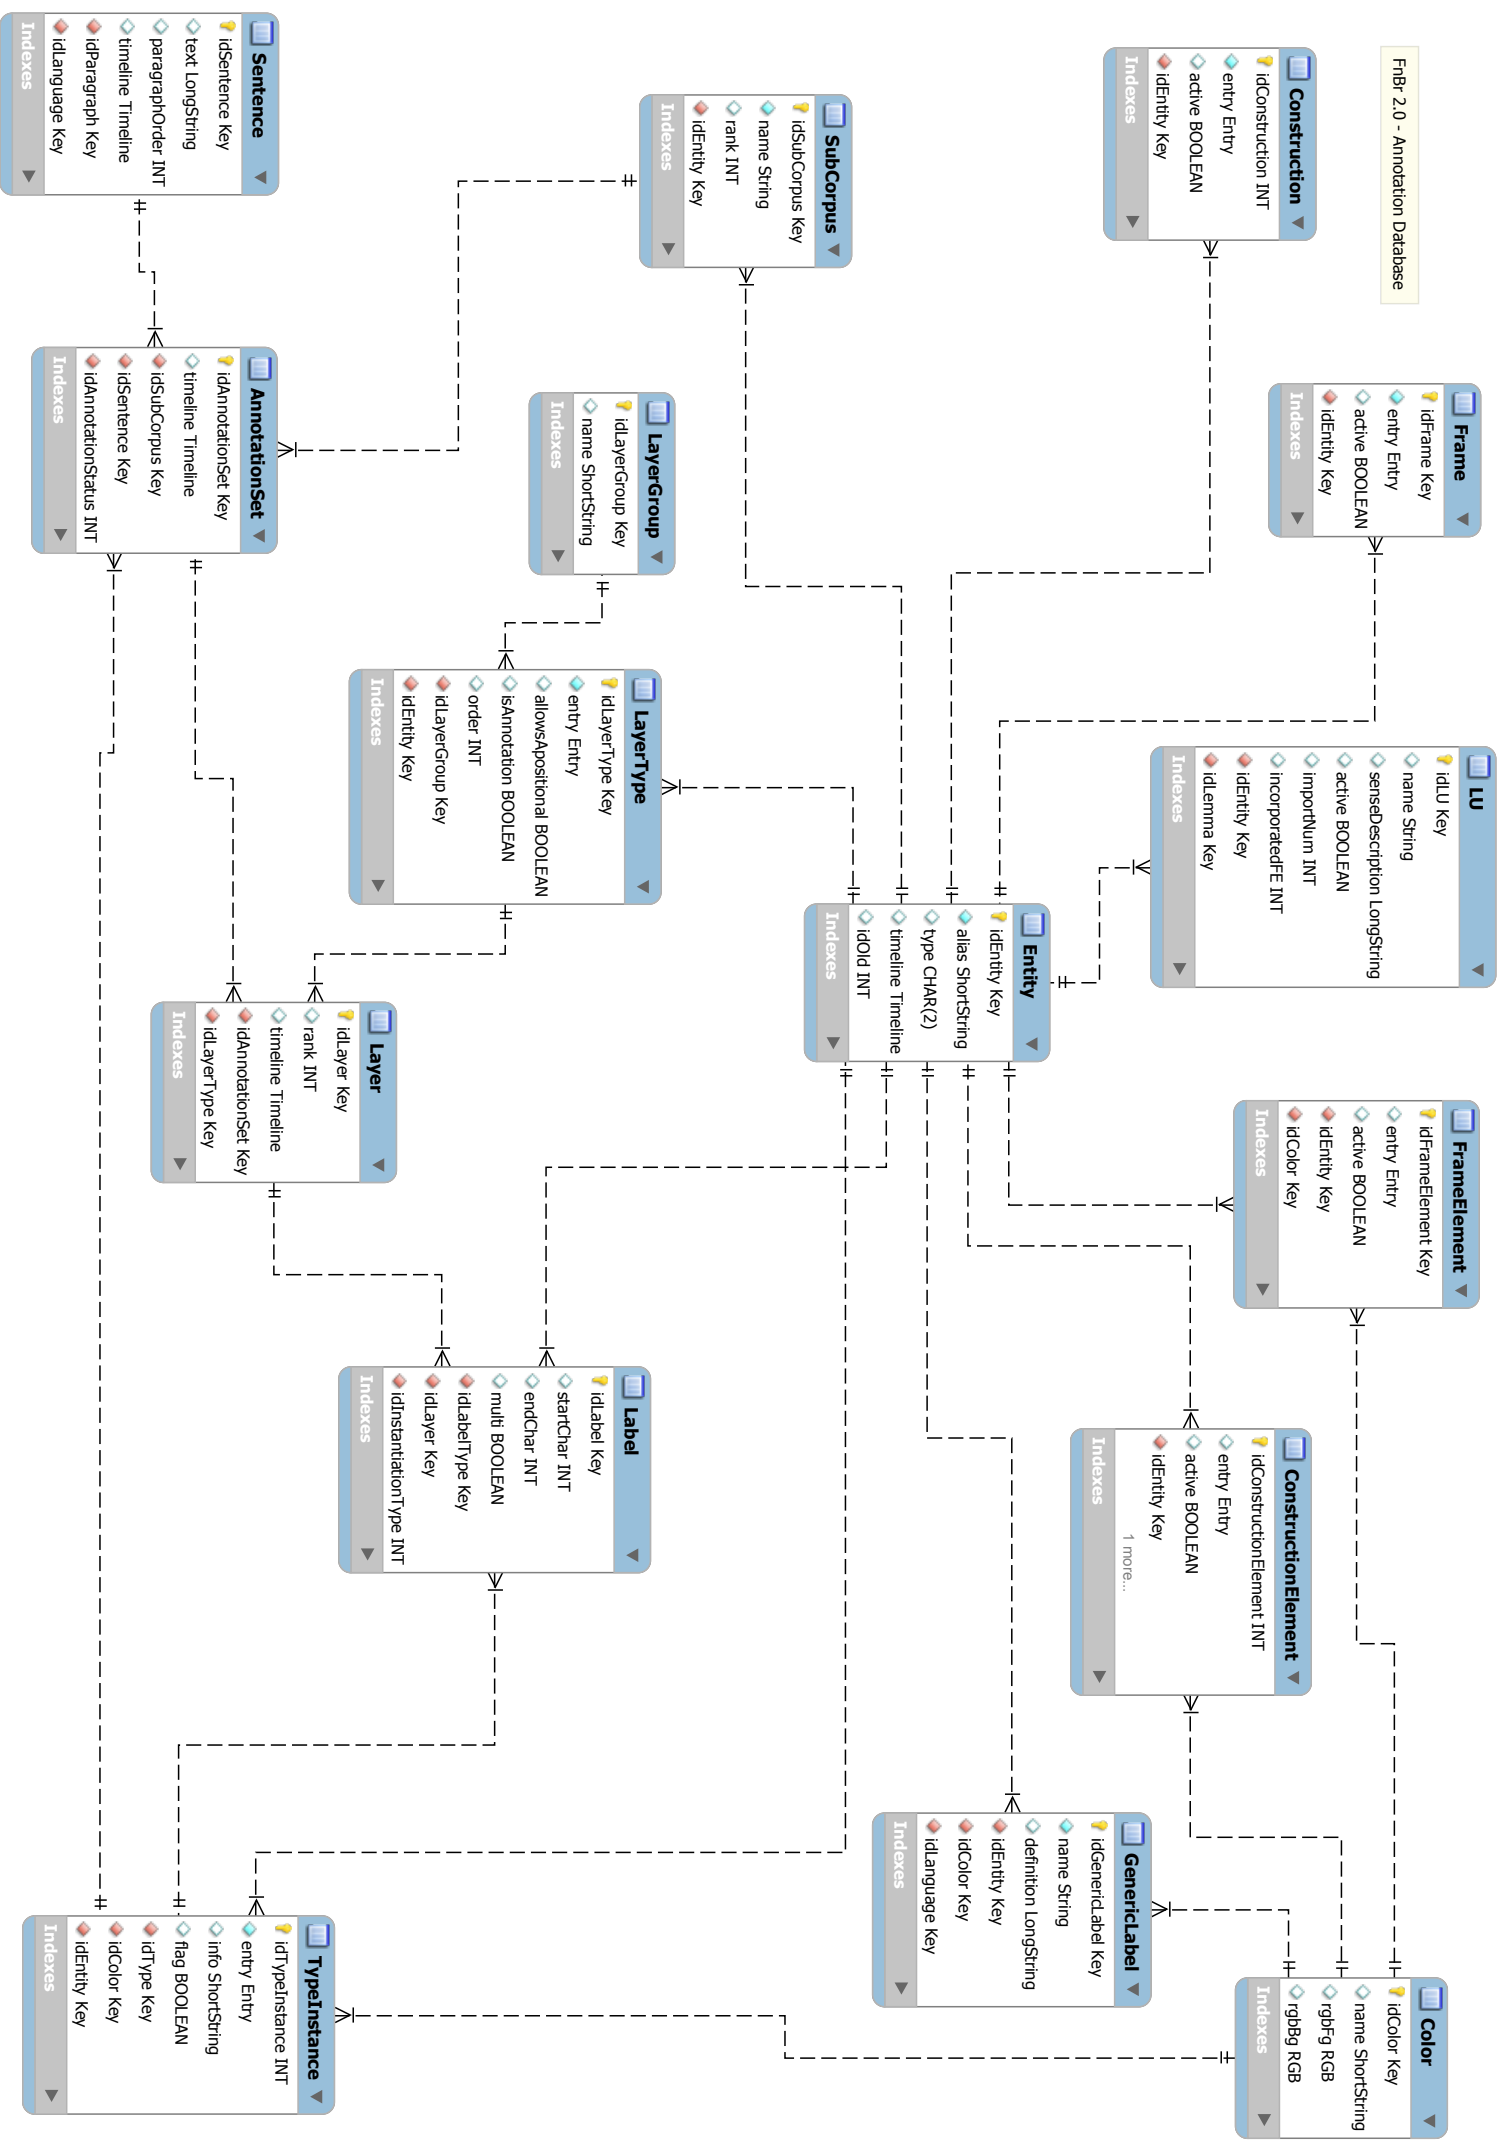 FnBr 2.0 - Annotation Database
Construction
idConstruction INT
entry Entry
active BOOLEAN
idEntity Key
Indexes
Frame
idFrame Key
entry Entry
active BOOLEAN
idEntity Key
Indexes
LU
idLU Key
name String
senseDescription LongString
active BOOLEAN
importNum INT
incorporatedFE INT
idEntity Key
idLemma Key
Indexes
FrameElement
idFrameElement Key
entry Entry
active BOOLEAN
idEntity Key
idColor Key
Indexes
ConstructionElement
idConstructionElement INT
entry Entry
active BOOLEAN
idEntity Key
1 more...
Indexes
Color
idColor Key
name ShortString
rgbFg RGB
rgbBg RGB
Indexes
SubCorpus
idSubCorpus Key
name String
rank INT
idEntity Key
Indexes
Entity
idEntity Key
alias ShortString
type CHAR(2)
timeline Timeline
idOld INT
Indexes
GenericLabel
idGenericLabel Key
name String
definition LongString
idEntity Key
idColor Key
idLanguage Key
Indexes
LayerGroup
idLayerGroup Key
name ShortString
Indexes
LayerType
idLayerType Key
entry Entry
allowsApositional BOOLEAN
isAnnotation BOOLEAN
order INT
idLayerGroup Key
idEntity Key
Indexes
Label
idLabel Key
startChar INT
endChar INT
multi BOOLEAN
idLabelType Key
idLayer Key
idInstantiationType INT
Indexes
Sentence
idSentence Key
text LongString
paragraphOrder INT
timeline Timeline
idParagraph Key
idLanguage Key
Indexes
AnnotationSet
idAnnotationSet Key
timeline Timeline
idSubCorpus Key
idSentence Key
idAnnotationStatus INT
Indexes
Layer
idLayer Key
rank INT
timeline Timeline
idAnnotationSet Key
idLayerType Key
Indexes
TypeInstance
idTypeInstance INT
entry Entry
info ShortString
flag BOOLEAN
idType Key
idColor Key
idEntity Key
Indexes